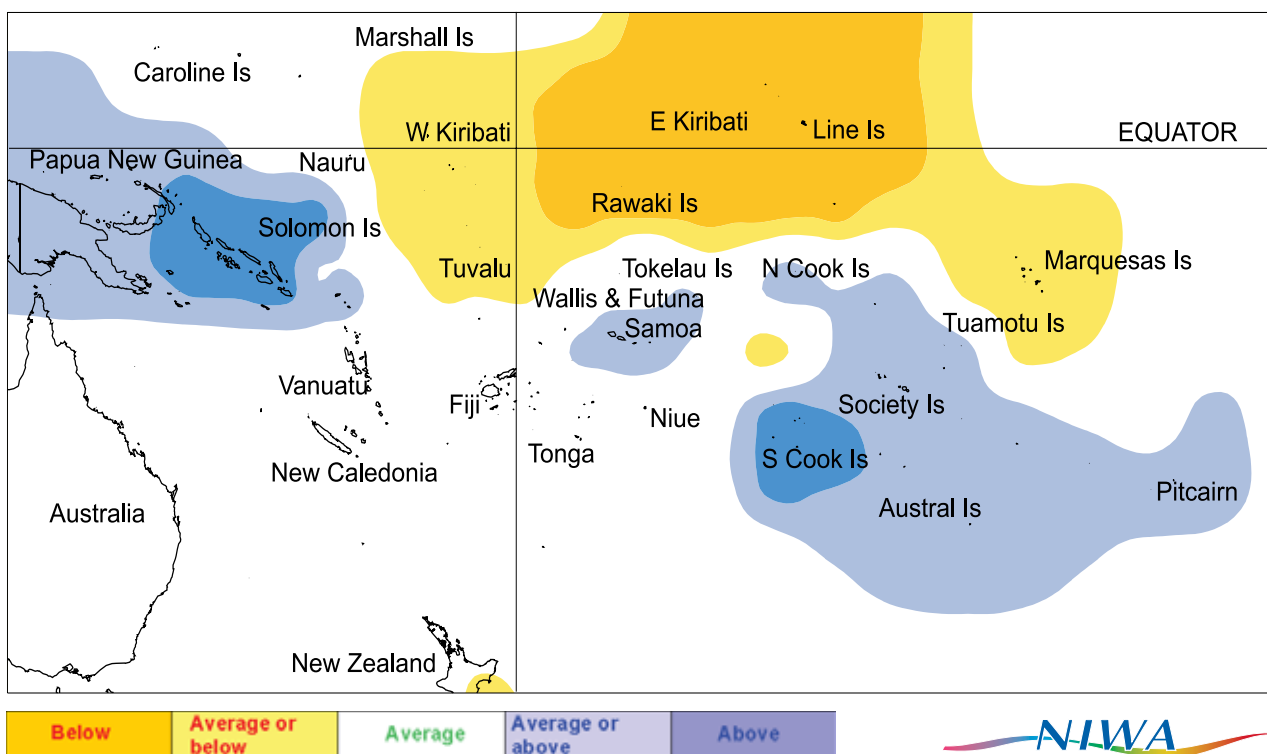 Marshall Is
Caroline Is
W Kiribati
E Kiribati
Line Is
EQUATOR
Papua New Guinea
Nauru
Rawaki Is
Solomon Is
Tuvalu
Tokelau Is
N Cook Is
Marquesas Is
Wallis & Futuna
Samoa
Tuamotu Is
Vanuatu
Fiji
Niue
Society Is
Tonga
New Caledonia
S Cook Is
Pitcairn
Australia
Austral Is
New Zealand
Below
Average or
below
Average
Average or
above
Above
NIWA